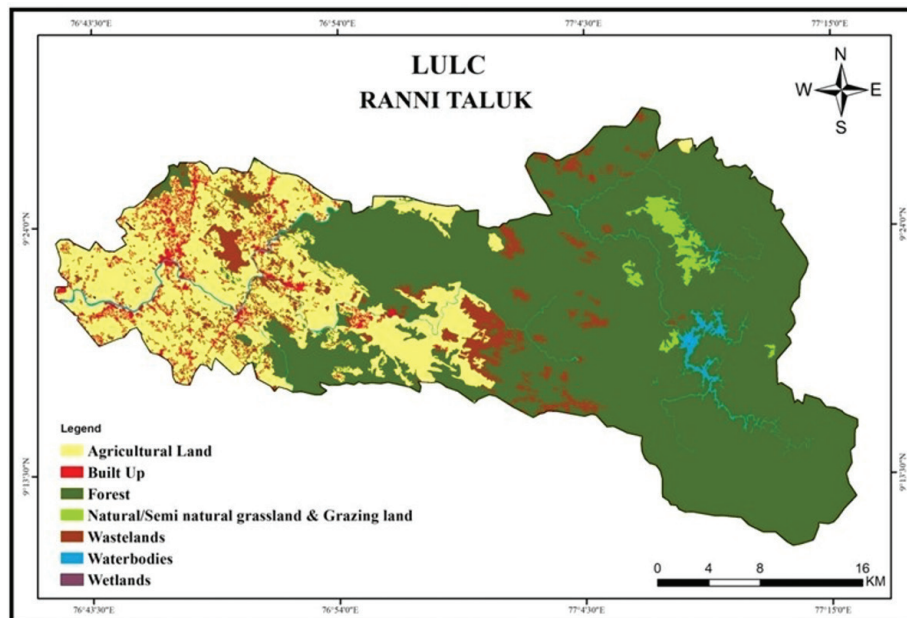 76°43'30"E 76°54'0"E 77°4'30"E 77°15'0"E
LULC
RANNI TALUK
N
W E
S
9°24'0"N 9°24'0"N
Legend
Agricultural Land
Built Up
Forest
Natural/Semi natural grassland & Grazing land
Wastelands
Waterbodies
Wetlands
9°13'30"N 9°13'30"N
0 4 8 16
KM
76°43'30"E 76°54'0"E 77°4'30"E 77°15'0"E